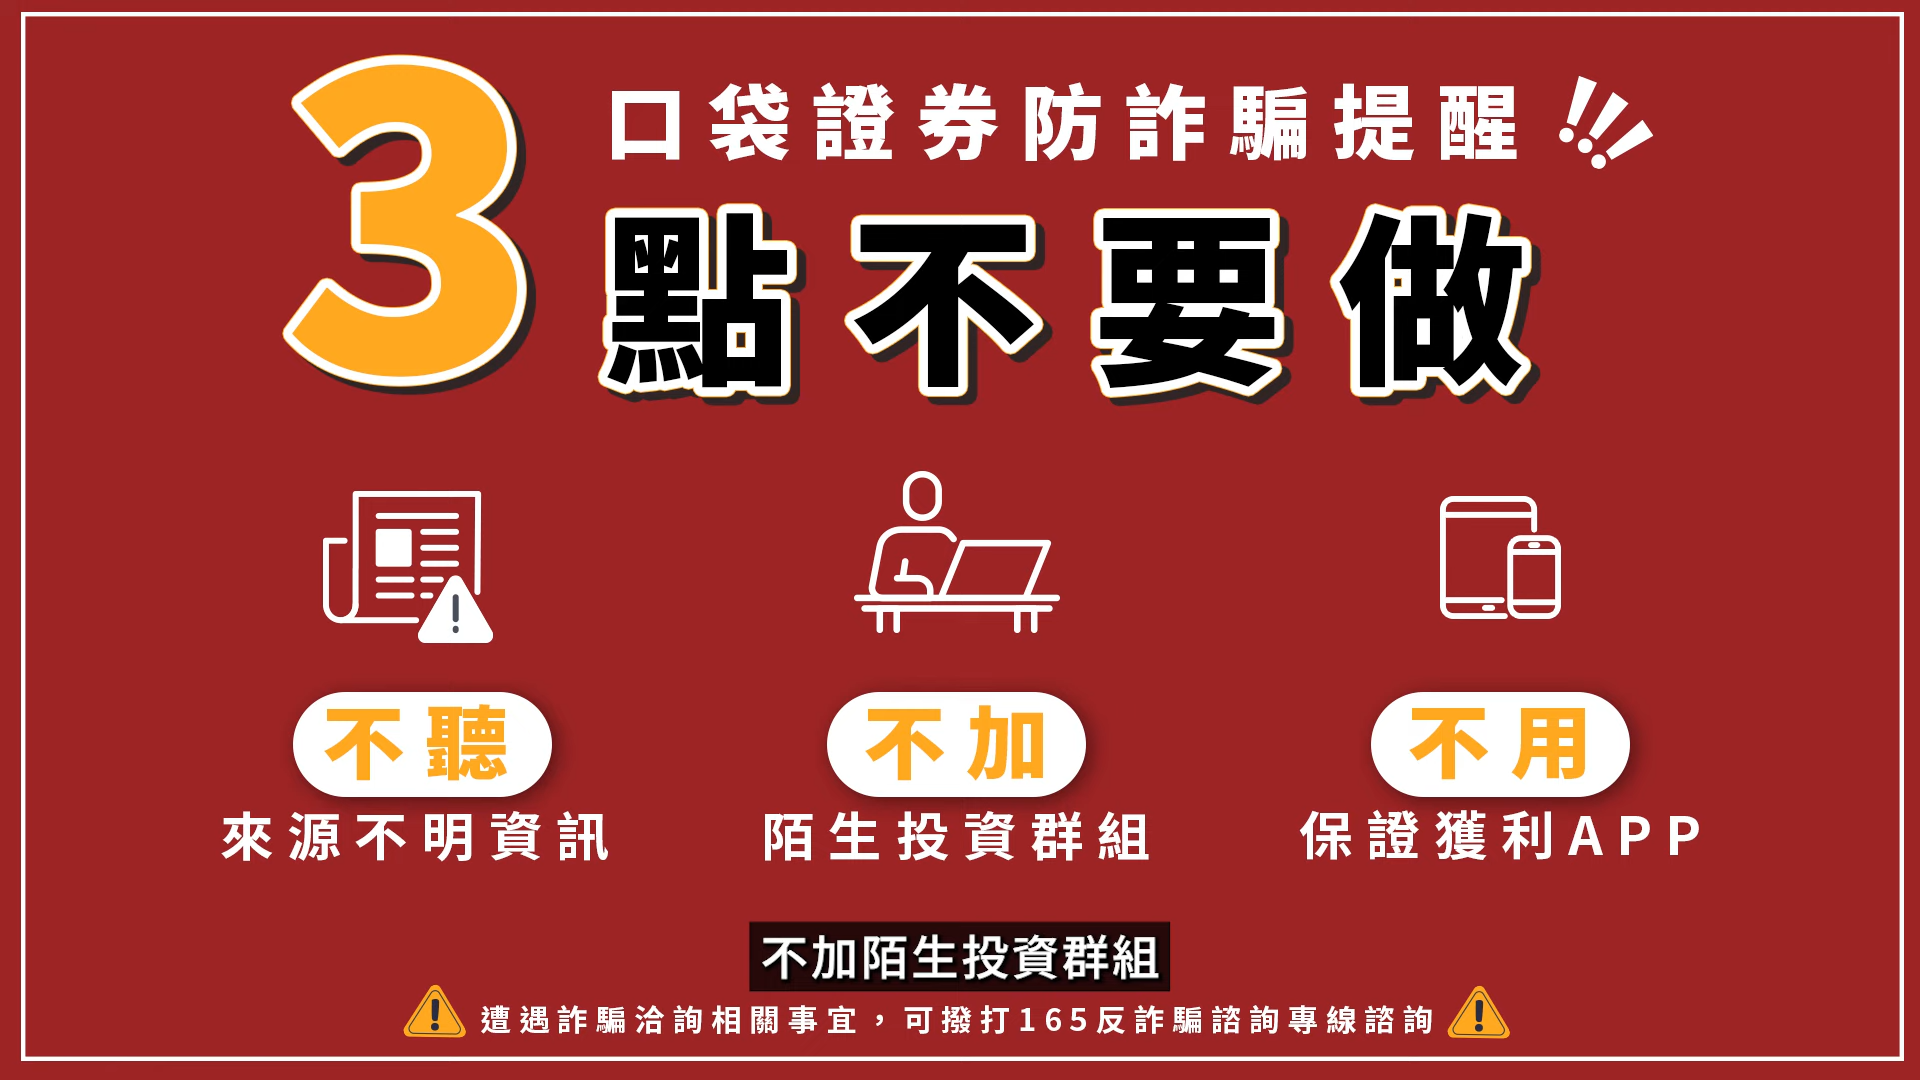 口袋證券防詐騙提醒!!!
3點不要做
不聽
來源不明資訊
不加
陌生投資群組
不用
保證獲利APP
不加陌生投資群組
遭遇詐騙洽詢相關事宜，可撥打165反詐騙諮詢專線諮詢